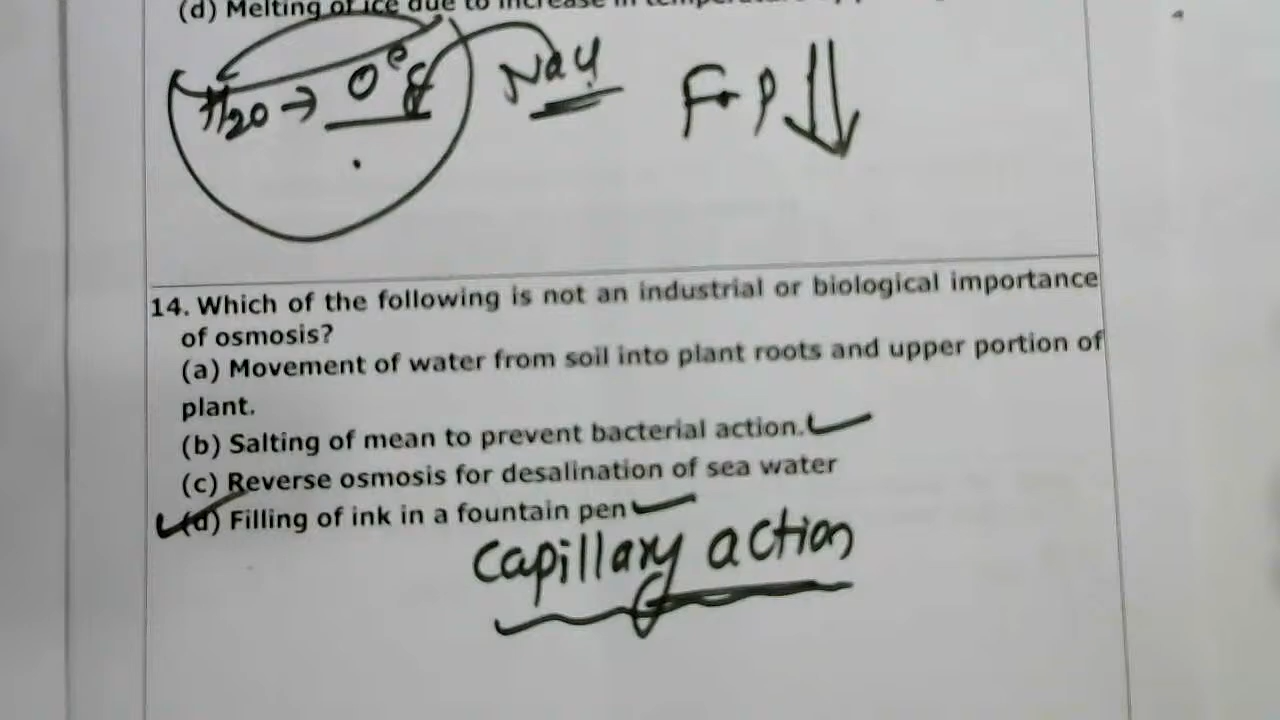 (d) Melting of ice due to increase in
H20 → 0°C NaCl F.P ↓↓
14. Which of the following is not an industrial or biological importance
of osmosis?
(a) Movement of water from soil into plant roots and upper portion of
plant.
(b) Salting of mean to prevent bacterial action.
(c) Reverse osmosis for desalination of sea water
(d) Filling of ink in a fountain pen
Capillary action